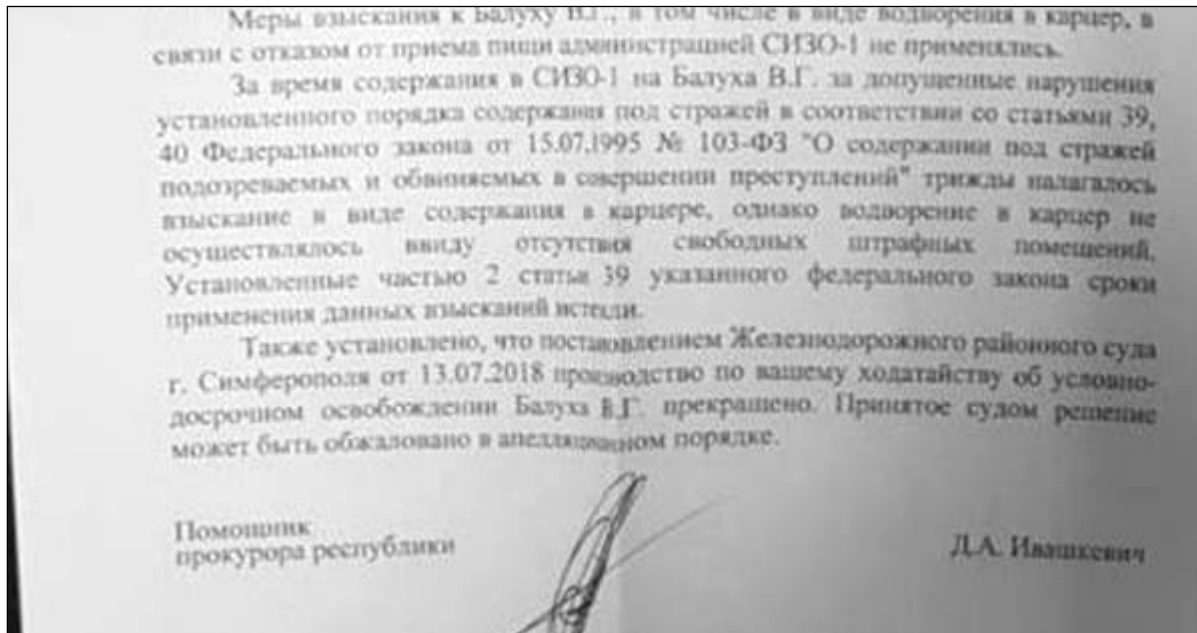 Меры взыскания к Балуху В.Г., в том числе в виде водворения в карцер, в
связи с отказом от приема пищи администрацией СИЗО-1 не применялись.
За время содержания в СИЗО-1 на Балуха В.Г. за допущенные нарушения
установленного порядка содержания под стражей в соответствии со статьями 39,
40 Федерального закона от 15.07.1995 № 103-ФЗ "О содержании под стражей
подозреваемых и обвиняемых в совершении преступлений" трижды налагалось
взыскание в виде содержания в карцере, однако водворение в карцер не
осуществлялось ввиду отсутствия свободных штрафных помещений.
Установленные частью 2 статьи 39 указанного федерального закона сроки
применения данных взысканий истекли.
Также установлено, что постановлением Железнодорожного районного суда
г. Симферополя от 13.07.2018 производство по вашему ходатайству об условно-
досрочном освобождении Балуха В.Г. прекращено. Принятое судом решение
может быть обжаловано в апелляционном порядке.
Помощник
прокурора республики
Д.А. Ивашкевич